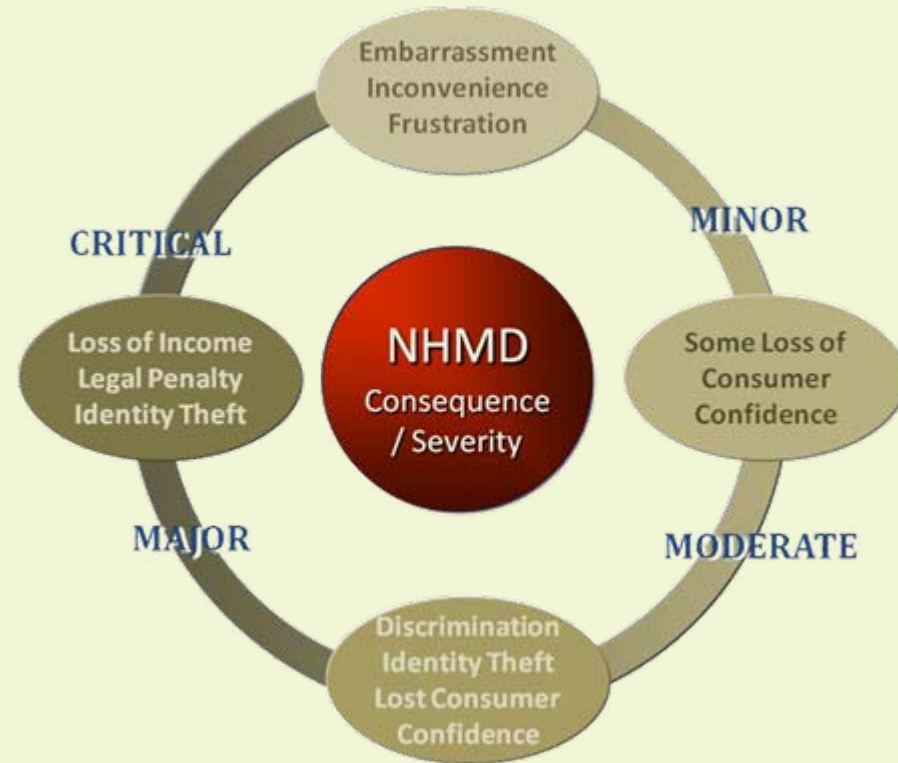 Embarrassment
Inconvenience
Frustration
MINOR
Some Loss of
Consumer
Confidence
MODERATE
Discrimination
Identity Theft
Lost Consumer
Confidence
MAJOR
Loss of Income
Legal Penalty
Identity Theft
CRITICAL
NHMD
Consequence
/ Severity